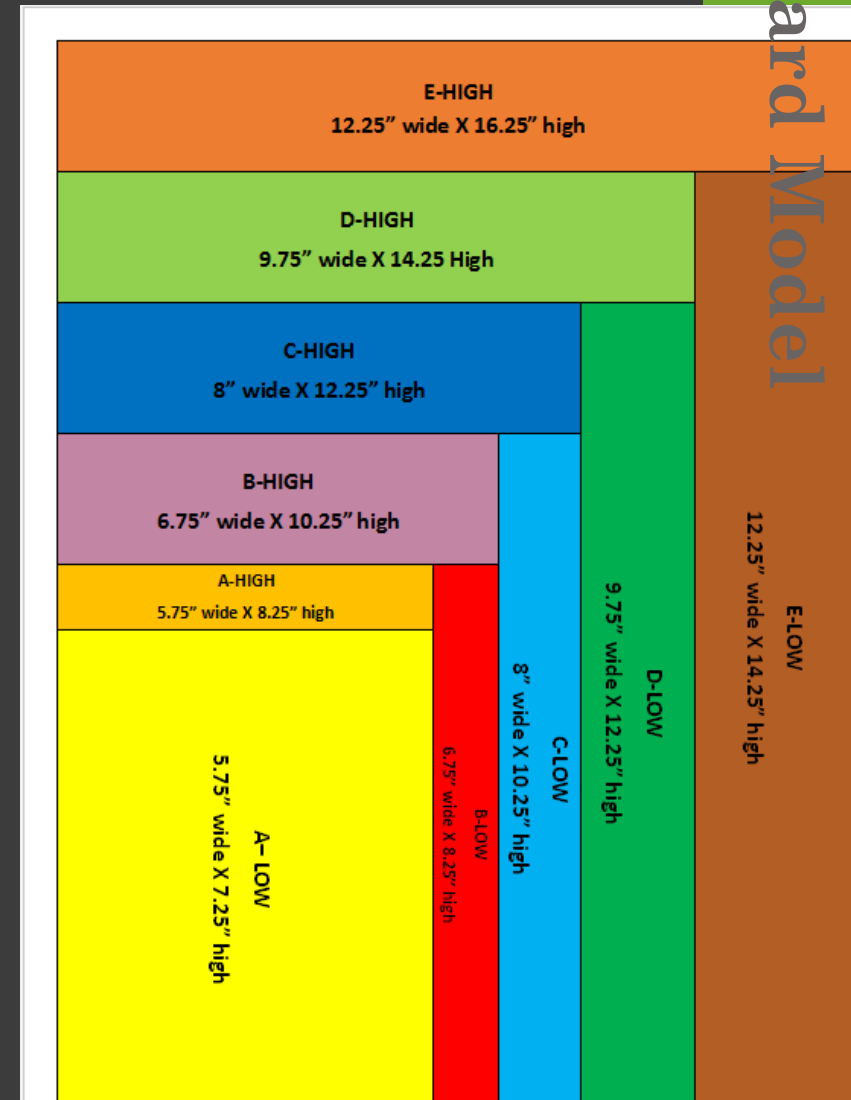 ard Model
E-HIGH
12.25” wide X 16.25” high
D-HIGH
9.75” wide X 14.25 High
C-HIGH
8” wide X 12.25” high
B-HIGH
6.75” wide X 10.25” high
A-HIGH
5.75” wide X 8.25” high
A– LOW
5.75” wide X 7.25” high
B-LOW
6.75” wide X 8.25” high
C-LOW
8” wide X 10.25” high
D-LOW
9.75” wide X 12.25” high
E-LOW
12.25” wide X 14.25” high